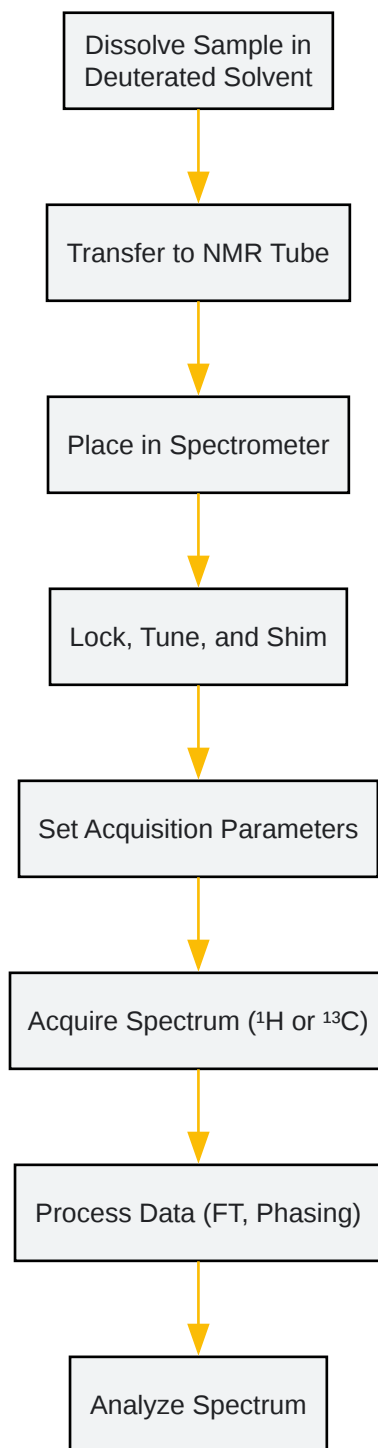 Dissolve Sample in
Deuterated Solvent
Transfer to NMR Tube
Place in Spectrometer
Lock, Tune, and Shim
Set Acquisition Parameters
Acquire Spectrum (¹H or ¹³C)
Process Data (FT, Phasing)
Analyze Spectrum